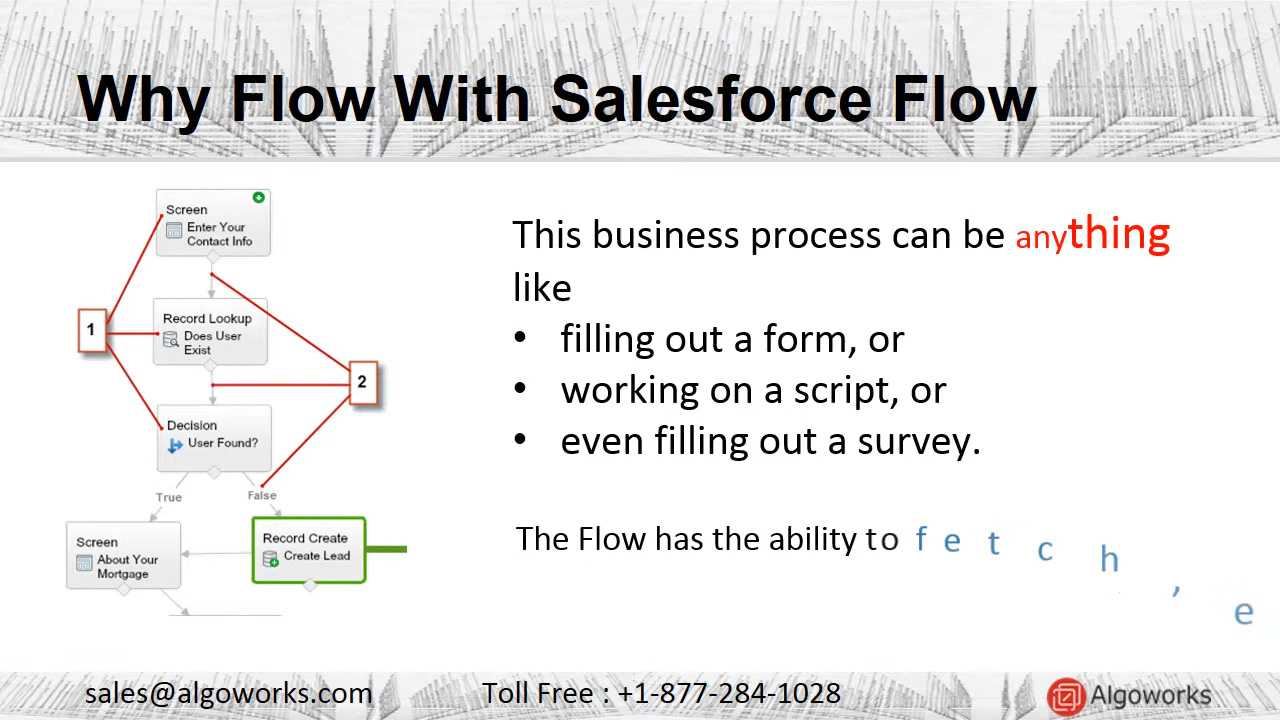 Why Flow With Salesforce Flow
Screen
Enter Your
Contact Info
Record Lookup
Does User
Exist
1
2
Decision
User Found?
True
False
Screen
About Your
Mortgage
Record Create
Create Lead
This business process can be anything
like
• filling out a form, or
• working on a script, or
• even filling out a survey.
The Flow has the ability to fetch, e
sales@algoworks.com
Toll Free : +1-877-284-1028
Algoworks